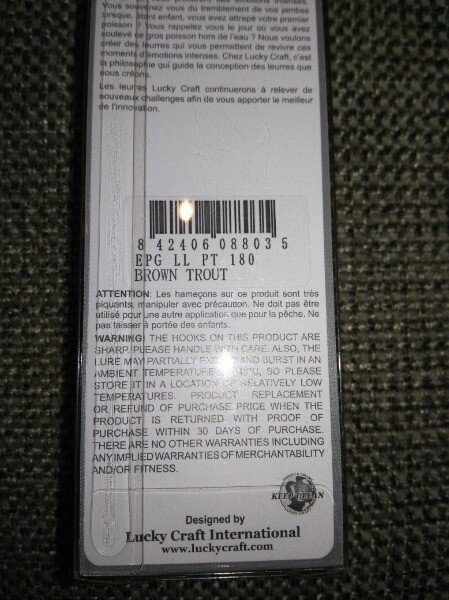 Vous souvenez vous du tremblement de vos jambes
lorsque, étant enfant, vous avez attrapé votre premier
poisson ? Vous rappelez vous le jour où vous avez
soulevé ce gros poisson hors de l'eau ? Nous voulons
créer des leurres qui vous permettent de revivre ces
moments d'émotions intenses. Chez Lucky Craft, c'est
la philosophie qui guide la conception des leurres que
nous créons.
Les leurres Lucky Craft continuerons à relever de
nouveaux challenges afin de vous apporter le meilleur
de l'innovation.
8 42406 08803 5
EPG LL PT 180
BROWN TROUT
ATTENTION: Les hameçons sur ce produit sont très
piquants, manipuler avec précaution. Ne doit pas être
utilisé pour une autre application que pour la pêche. Ne
pas laisser à portée des enfants.
WARNING: THE HOOKS ON THIS PRODUCT ARE
SHARP. PLEASE HANDLE WITH CARE. ALSO, THE
LURE MAY PARTIALLY AND BURST IN AN
AMBIENT TEMPERATURE SO PLEASE
STORE IT IN A LOCATION OF RELATIVELY LOW
TEMPERATURES. PRODUCT REPLACEMENT
OR REFUND OF PURCHASE PRICE WHEN THE
PRODUCT IS RETURNED WITH PROOF OF
PURCHASE WITHIN 30 DAYS OF PURCHASE.
THERE ARE NO OTHER WARRANTIES INCLUDING
ANY IMPLIED WARRANTIES OF MERCHANTABILITY
AND/OR FITNESS.
KEEP CLEAN
Designed by
Lucky Craft International
www.luckycraft.com